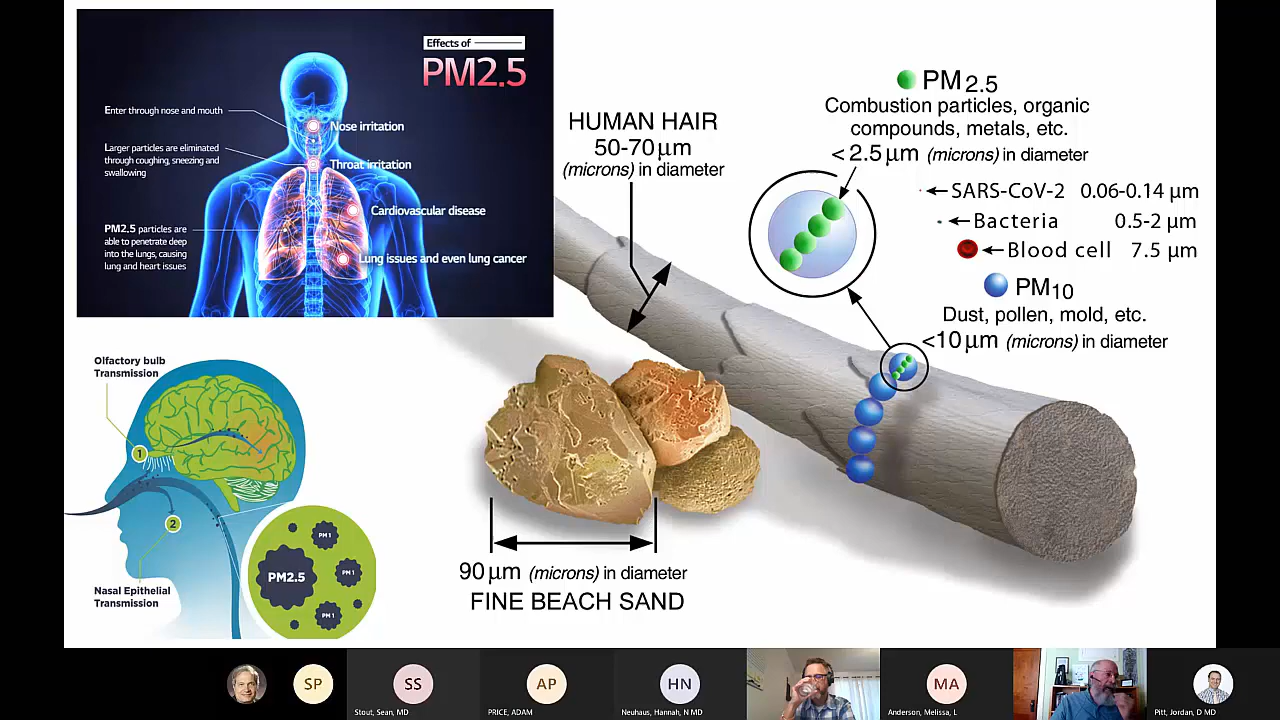 Effects of
PM2.5
Enter through nose and mouth
Nose irritation
Larger particles are eliminated
through coughing, sneezing and
swallowing
Throat irritation
Cardiovascular disease
PM2.5 particles are
able to penetrate deep
into the lungs, causing
lung and heart issues
Lung issues and even lung cancer
HUMAN HAIR
50-70µm
(microns) in diameter
PM2.5
Combustion particles, organic
compounds, metals, etc.
<2.5µm (microns) in diameter
SARS-CoV-2 0.06-0.14 µm
Bacteria 0.5-2 µm
Blood cell 7.5 µm
PM10
Dust, pollen, mold, etc.
<10µm (microns) in diameter
Olfactory bulb
Transmission
1
2
Nasal Epithelial
Transmission
PM 1
PM2.5
PM 1
PM 1
90µm (microns) in diameter
FINE BEACH SAND
SP
SS
Stout, Sean, MD
AP
PRICE, ADAM
HN
Neuhaus, Hannah, N MD
MA
Anderson, Melissa, L
Pitt, Jordan, D MD